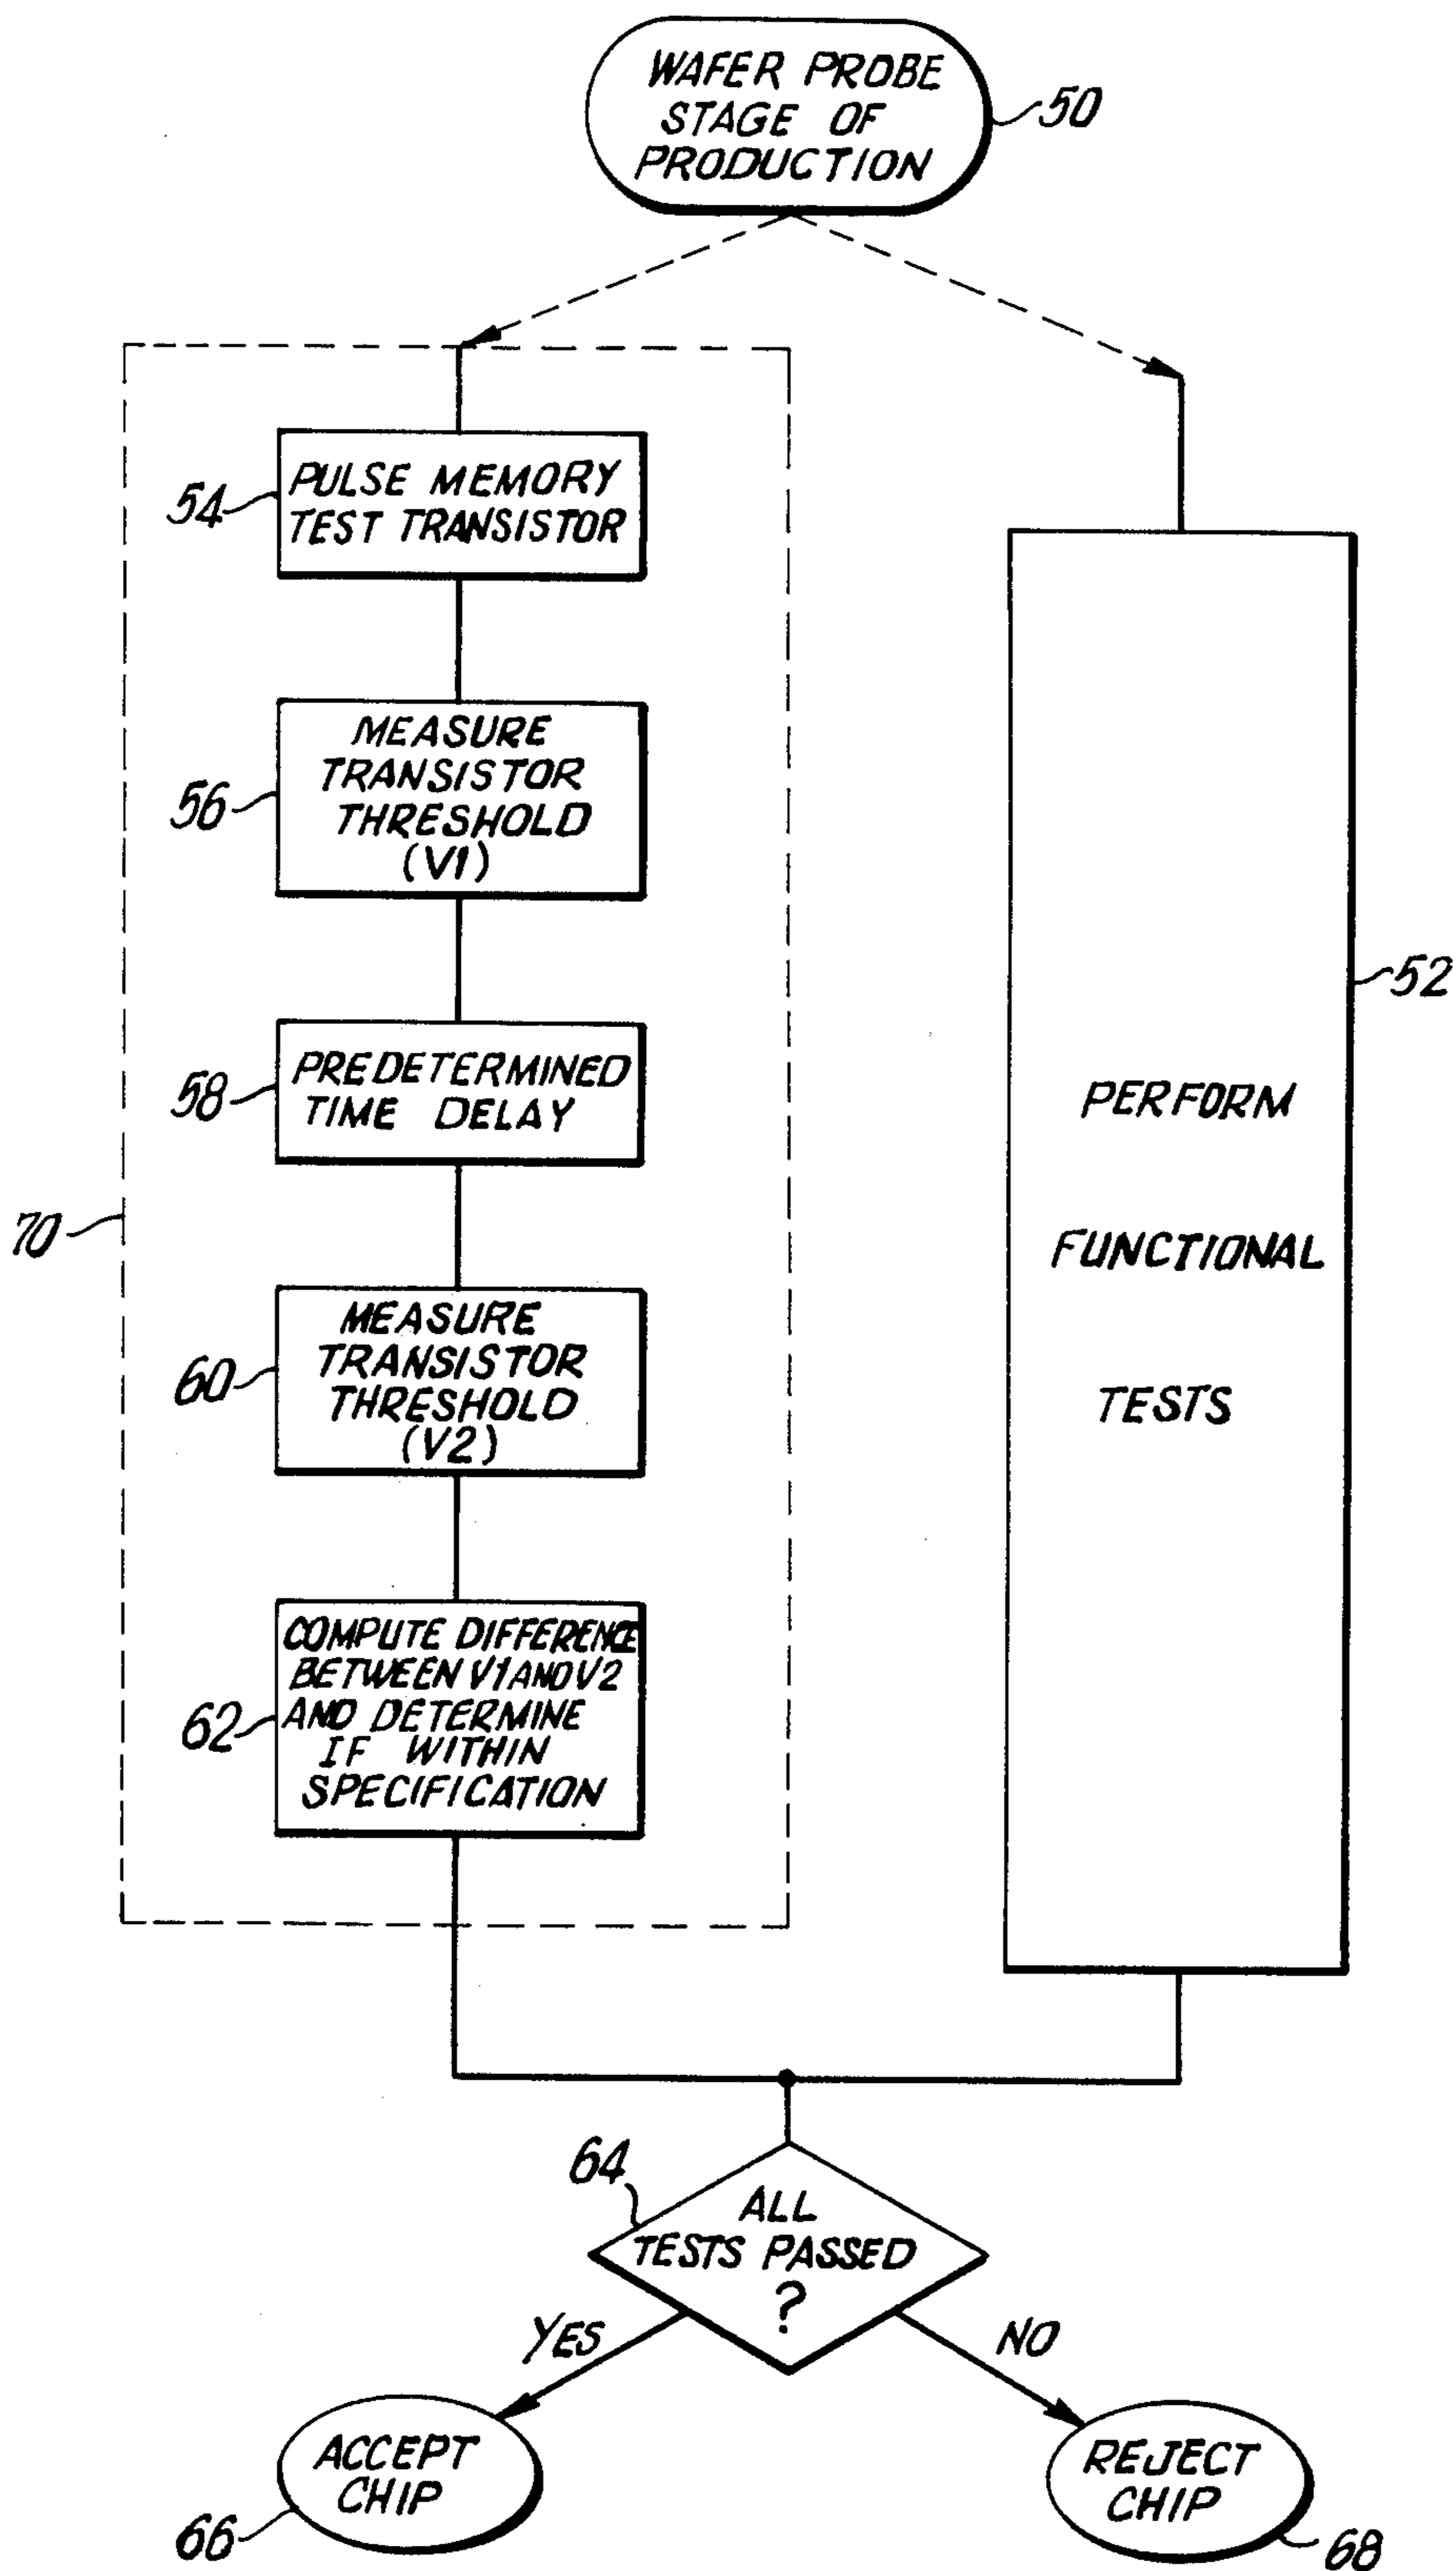 WAFER PROBE
STAGE OF
PRODUCTION
50
54
PULSE MEMORY
TEST TRANSISTOR
56
MEASURE
TRANSISTOR
THRESHOLD
(V1)
58
PREDETERMINED
TIME DELAY
70
60
MEASURE
TRANSISTOR
THRESHOLD
(V2)
62
COMPUTE DIFFERENCE
BETWEEN V1 AND V2
AND DETERMINE
IF WITHIN
SPECIFICATION
52
PERFORM
FUNCTIONAL
TESTS
64
ALL
TESTS PASSED
?
YES
NO
ACCEPT
CHIP
66
REJECT
CHIP
68